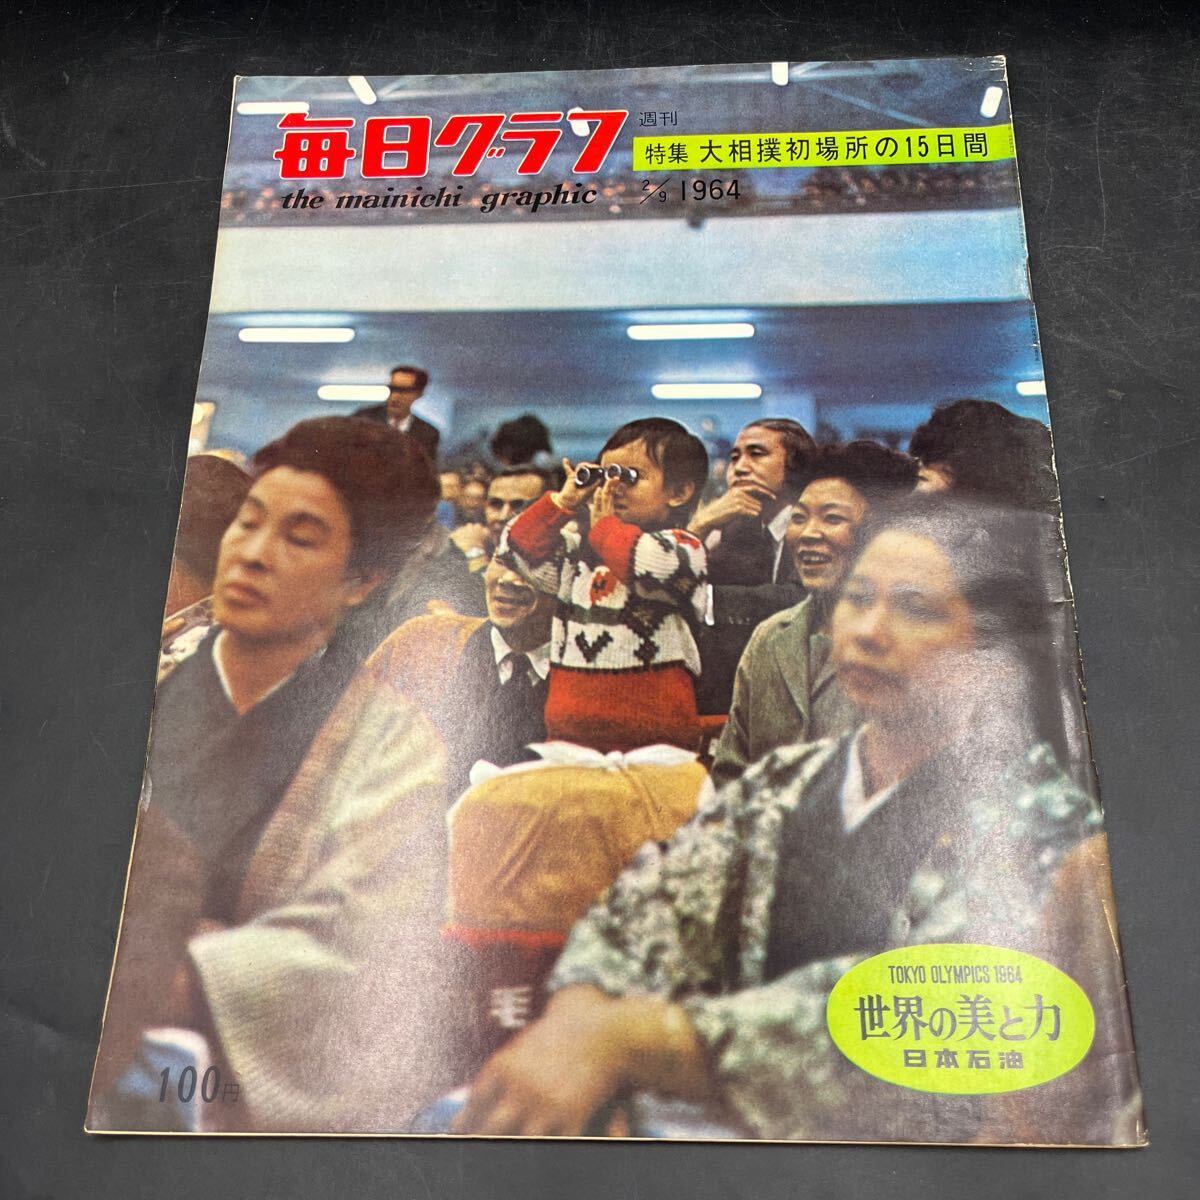 毎日グラフ 週刊
特集 大相撲初場所の15日間
the mainichi graphic 2/9 1964
毛
TOKYO OLYMPICS 1964
世界の美と力
日本石油
100円